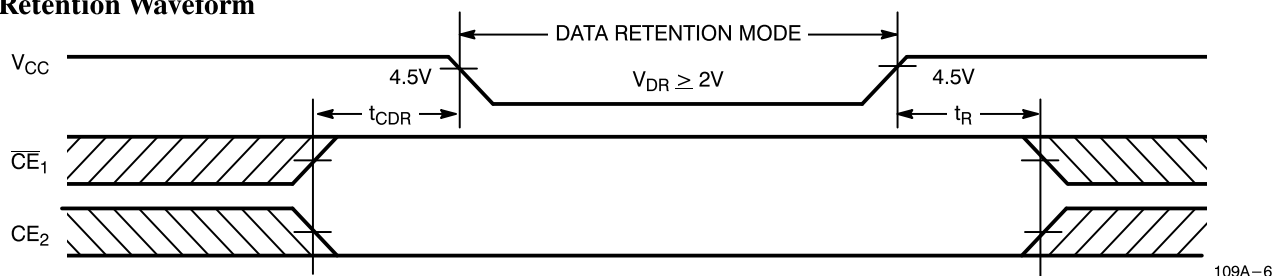 Retention Waveform
DATA RETENTION MODE
VCC
4.5V
VDR ≥ 2V
4.5V
tCDR
tR
CE1
CE2
109A−6